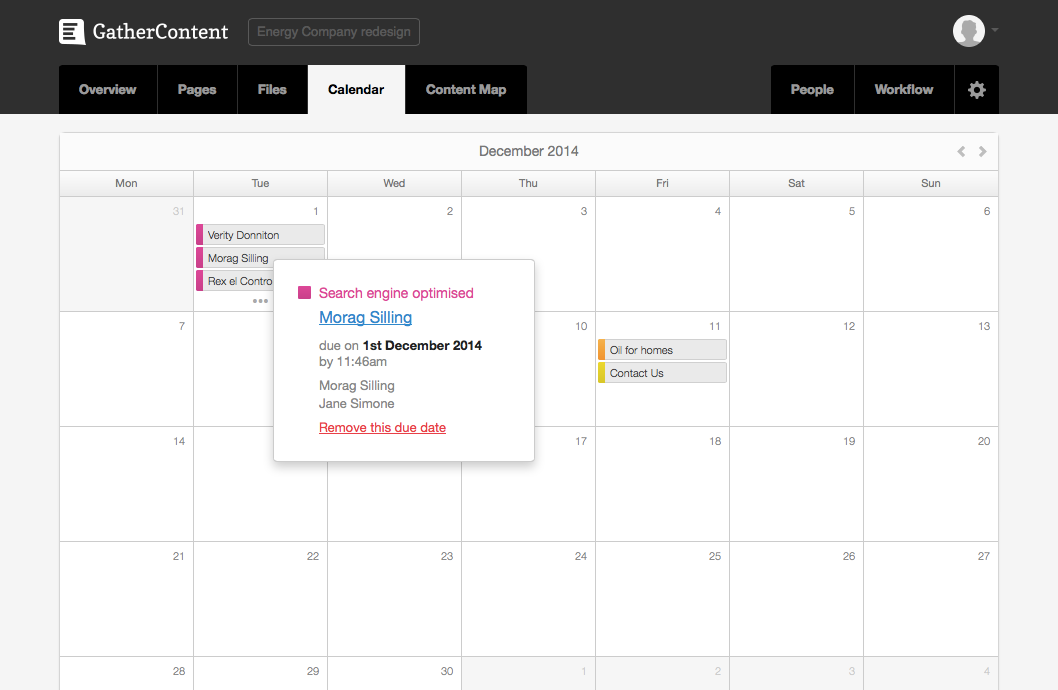 GatherContent
Energy Company redesign
Overview
Pages
Files
Calendar
Content Map
People
Workflow
December 2014
Mon
Tue
Wed
Thu
Fri
Sat
Sun
31
1
2
3
4
5
6
Verity Donniton
Morag Silling
Rex el Contro
Search engine optimised
Morag Silling
due on 1st December 2014
by 11:46am
Morag Silling
Jane Simone
Remove this due date
7
10
11
12
13
Oil for homes
Contact Us
14
17
18
19
20
21
22
23
24
25
26
27
28
29
30
1
2
3
4